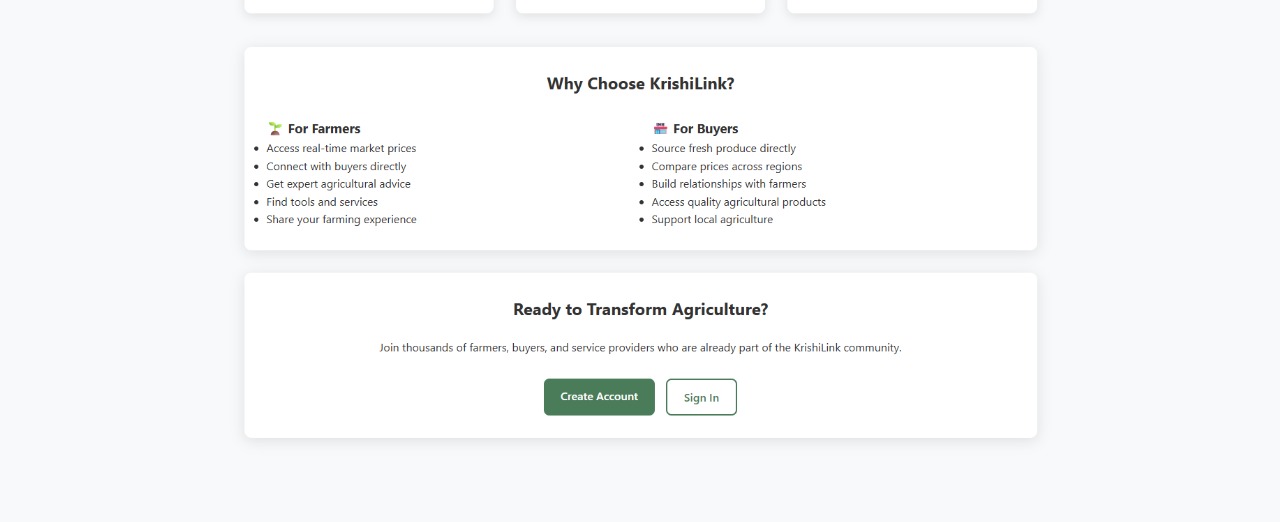 Why Choose KrishiLink?
🌱 For Farmers
• Access real-time market prices
• Connect with buyers directly
• Get expert agricultural advice
• Find tools and services
• Share your farming experience
🏪 For Buyers
• Source fresh produce directly
• Compare prices across regions
• Build relationships with farmers
• Access quality agricultural products
• Support local agriculture
Ready to Transform Agriculture?
Join thousands of farmers, buyers, and service providers who are already part of the KrishiLink community.
Create Account
Sign In